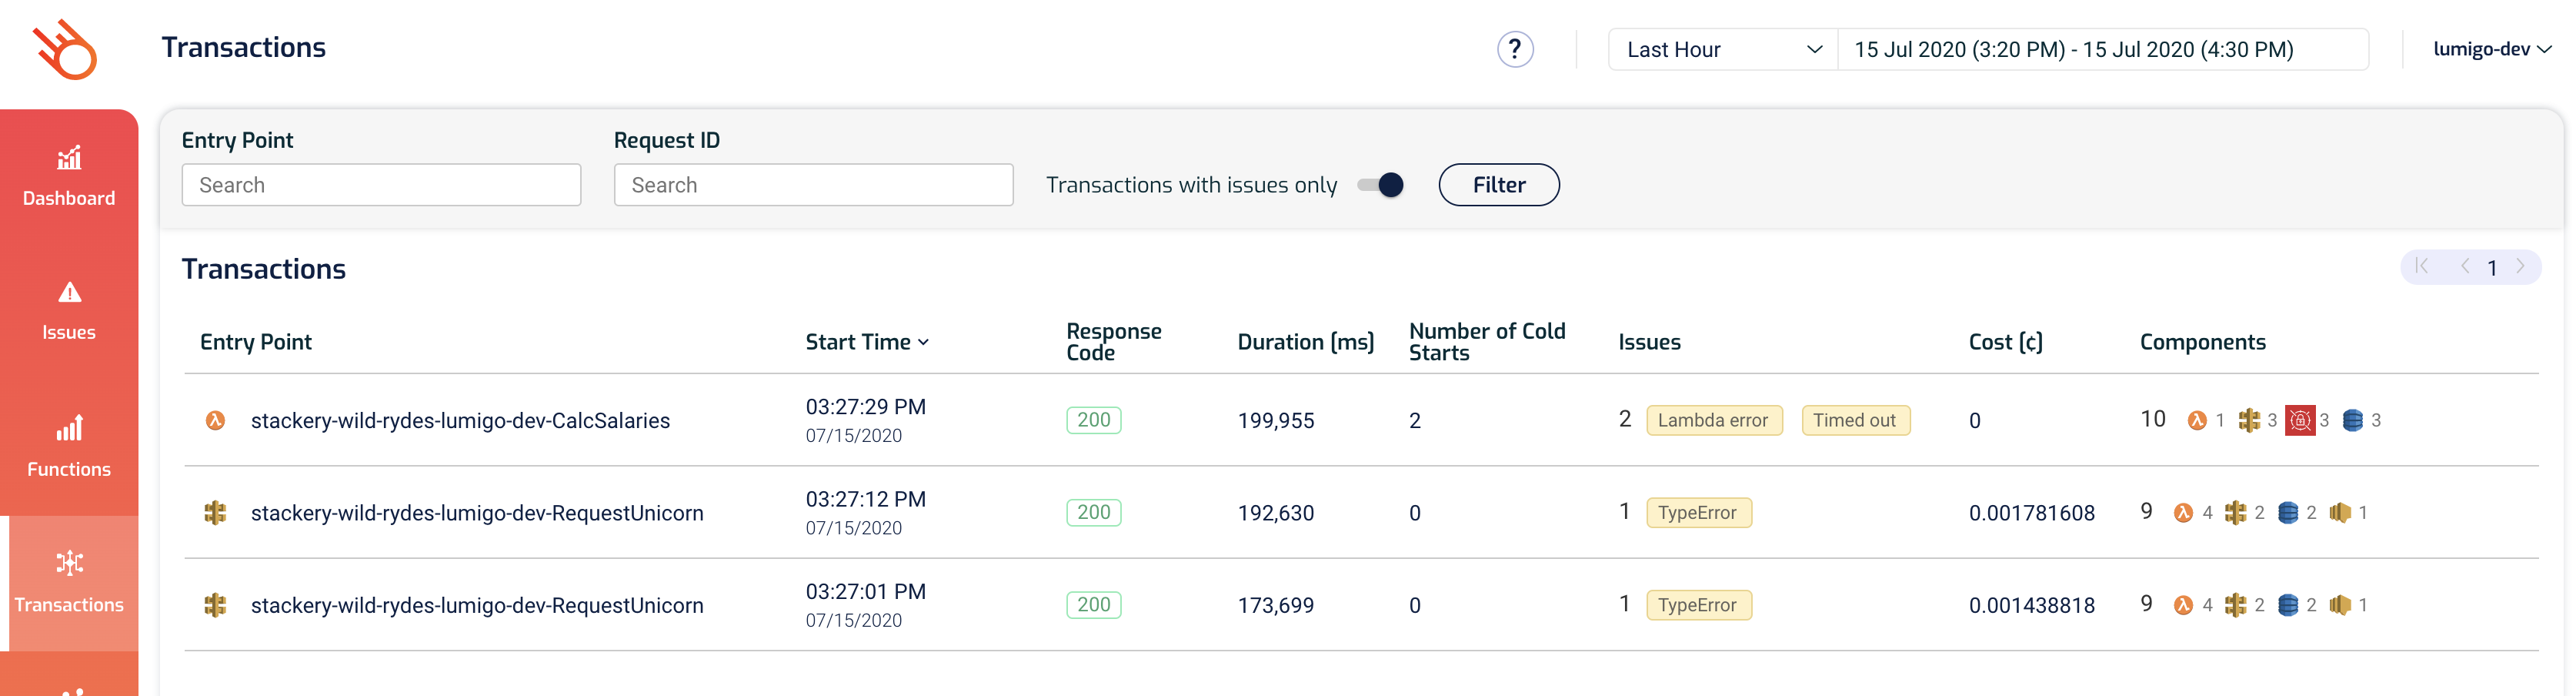 Transactions
?
Last Hour
15 Jul 2020 (3:20 PM) - 15 Jul 2020 (4:30 PM)
lumigo-dev
Dashboard
Issues
Functions
Transactions
Entry Point
Request ID
Search
Search
Transactions with issues only
Filter
Transactions
1
Entry Point
Start Time
Response
Code
Duration [ms]
Number of Cold
Starts
Issues
Cost [¢]
Components
stackery-wild-rydes-lumigo-dev-CalcSalaries
03:27:29 PM
07/15/2020
200
199,955
2
2 Lambda error Timed out
0
10 λ 1 3 3 3
stackery-wild-rydes-lumigo-dev-RequestUnicorn
03:27:12 PM
07/15/2020
200
192,630
0
1 TypeError
0.001781608
9 λ 4 2 2 1
stackery-wild-rydes-lumigo-dev-RequestUnicorn
03:27:01 PM
07/15/2020
200
173,699
0
1 TypeError
0.001438818
9 λ 4 2 2 1